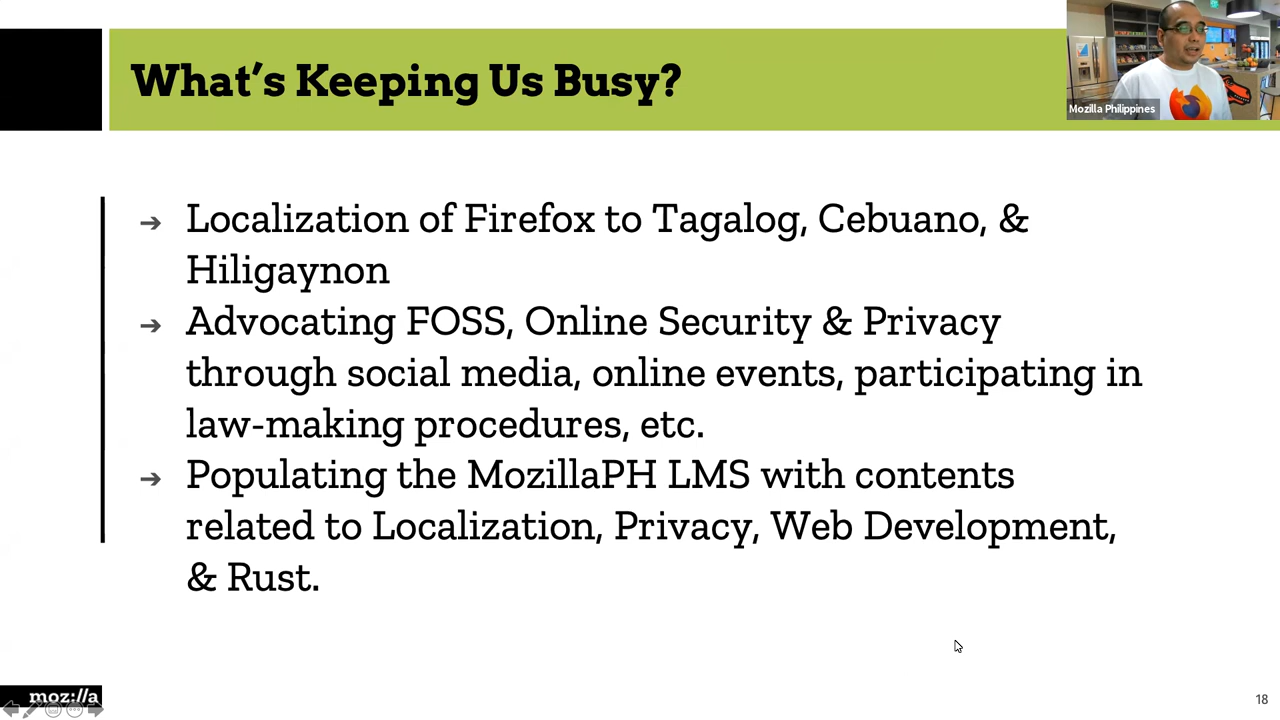 What's Keeping Us Busy?
Mozilla Philippines
➔ Localization of Firefox to Tagalog, Cebuano, &
Hiligaynon
➔ Advocating FOSS, Online Security & Privacy
through social media, online events, participating in
law-making procedures, etc.
➔ Populating the MozillaPH LMS with contents
related to Localization, Privacy, Web Development,
& Rust.
moz://a
18